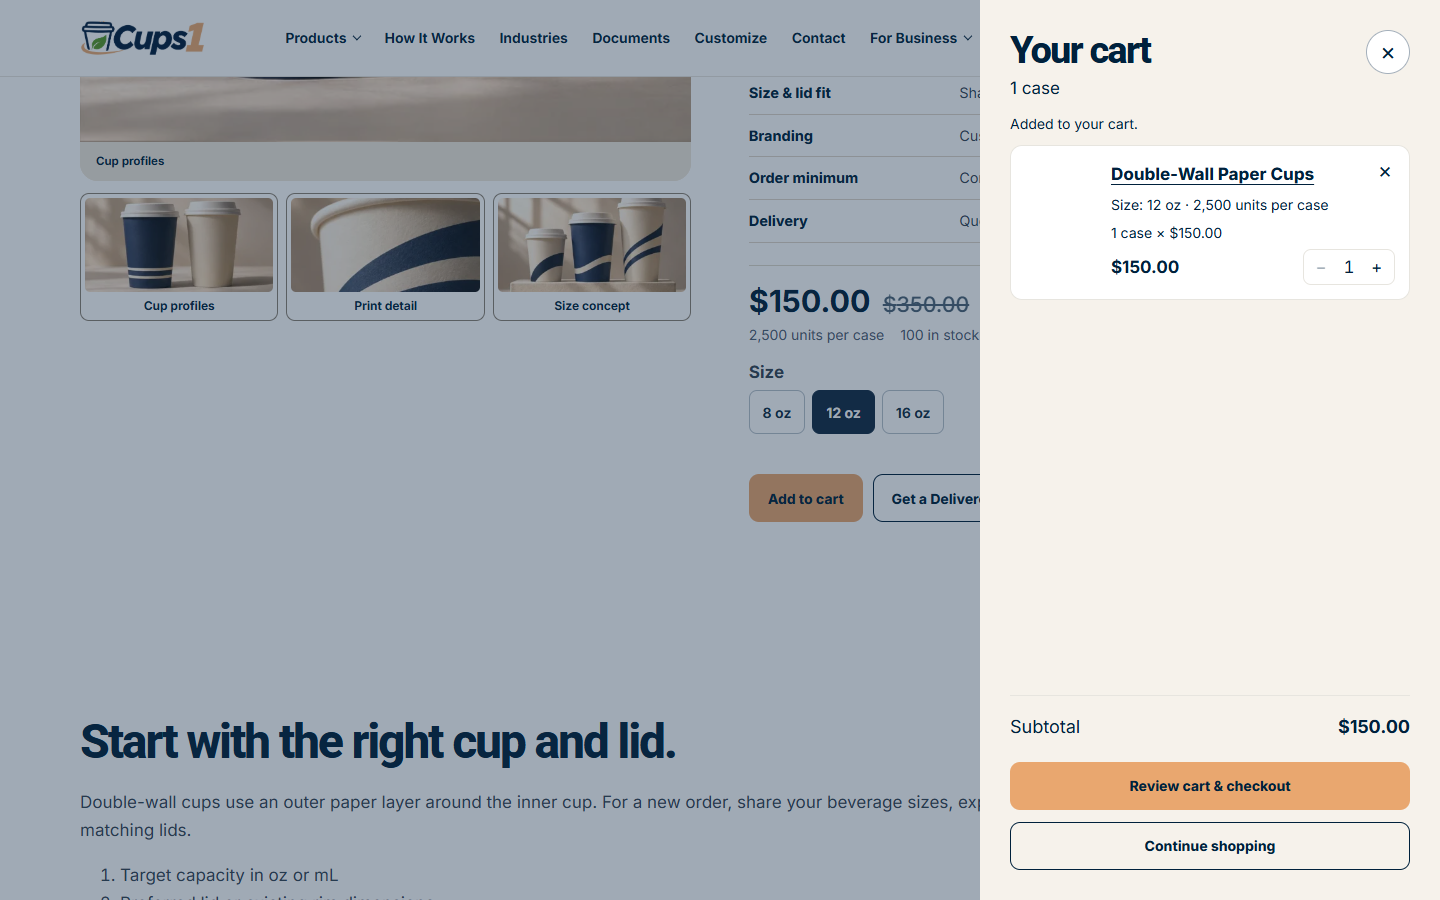 Cups1
Products
How It Works
Industries
Documents
Customize
Contact
For Business
Cup profiles
Cup profiles
Print detail
Size concept
Size & lid fit
Branding
Order minimum
Delivery
$150.00 $350.00
2,500 units per case 100 in stock
Size
8 oz
12 oz
16 oz
Add to cart
Get a Deliver
Start with the right cup and lid.
Double-wall cups use an outer paper layer around the inner cup. For a new order, share your beverage sizes, exp
matching lids.
1. Target capacity in oz or mL
Your cart
1 case
Added to your cart.
Double-Wall Paper Cups
Size: 12 oz · 2,500 units per case
1 case × $150.00
$150.00
− 1 +
Subtotal $150.00
Review cart & checkout
Continue shopping